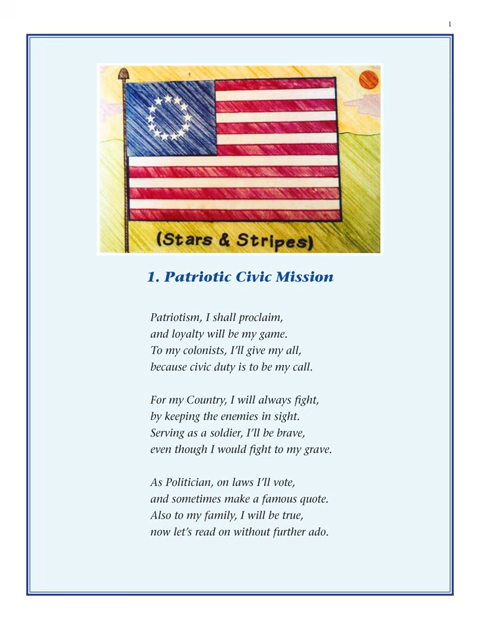 1
(Stars & Stripes)
1. Patriotic Civic Mission
Patriotism, I shall proclaim,
and loyalty will be my game.
To my colonists, I’ll give my all,
because civic duty is to be my call.
For my Country, I will always fight,
by keeping the enemies in sight.
Serving as a soldier, I’ll be brave,
even though I would fight to my grave.
As Politician, on laws I’ll vote,
and sometimes make a famous quote.
Also to my family, I will be true,
now let’s read on without further ado.